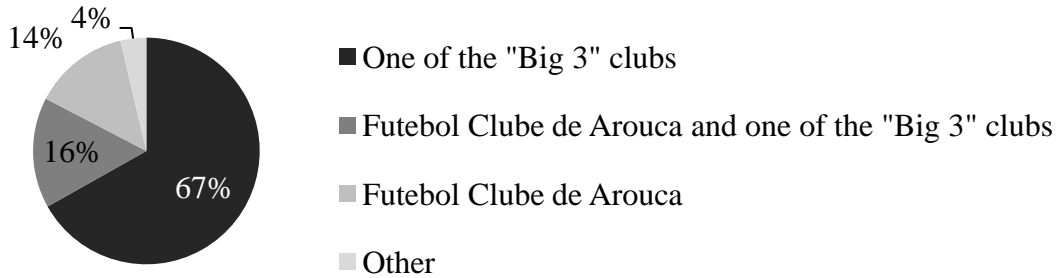 4%
14%
16%
67%
One of the "Big 3" clubs
Futebol Clube de Arouca and one of the "Big 3" clubs
Futebol Clube de Arouca
Other